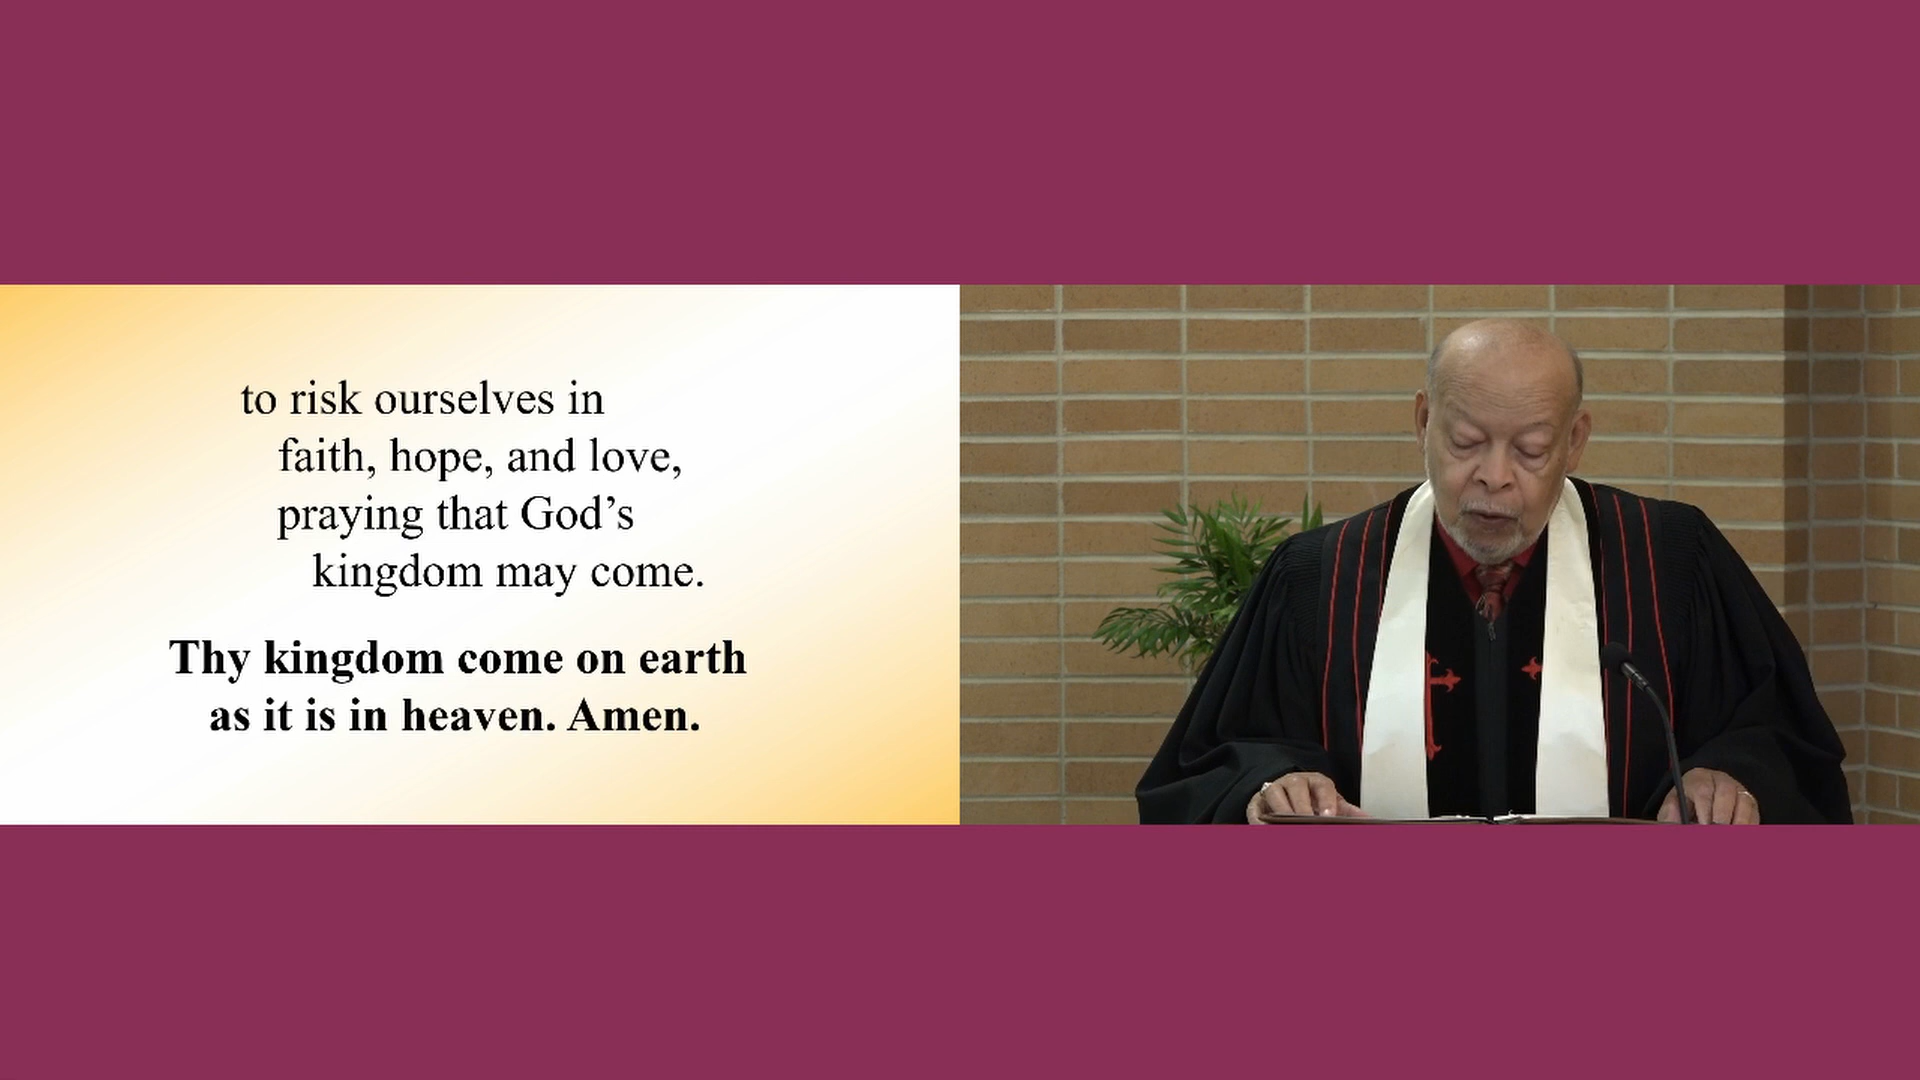 to risk ourselves in
faith, hope, and love,
praying that God’s
kingdom may come.
Thy kingdom come on earth
as it is in heaven. Amen.